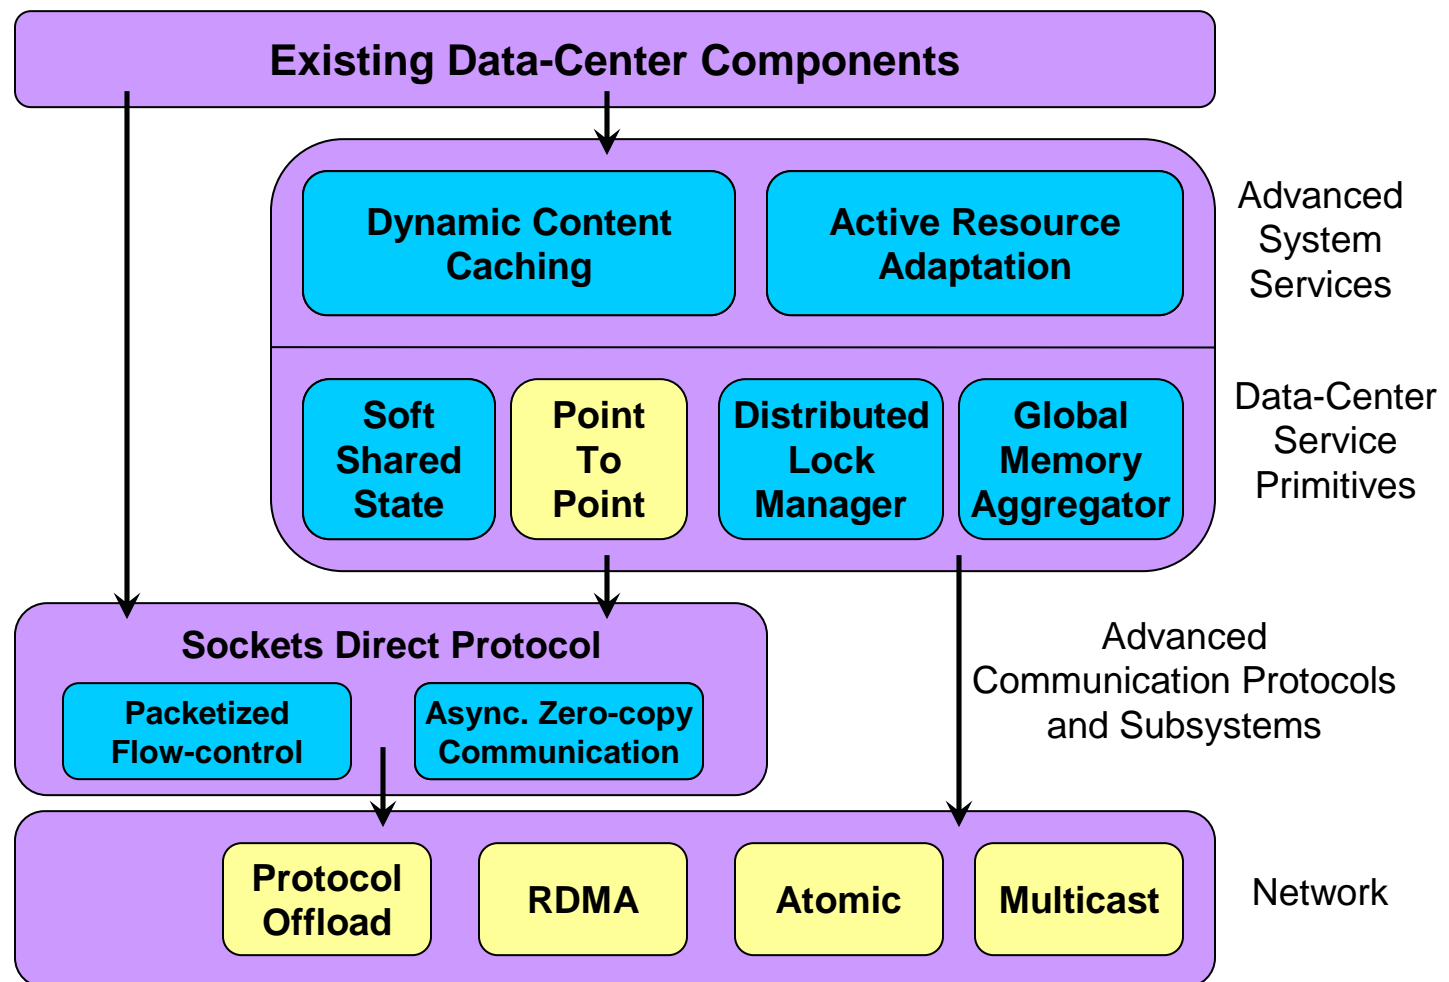 Existing Data-Center Components
Dynamic Content
Caching
Active Resource
Adaptation
Advanced
System
Services
Soft
Shared
State
Point
To
Point
Distributed
Lock
Manager
Global
Memory
Aggregator
Data-Center
Service
Primitives
Sockets Direct Protocol
Packetized
Flow-control
Async. Zero-copy
Communication
Advanced
Communication Protocols
and Subsystems
Protocol
Offload
RDMA
Atomic
Multicast
Network